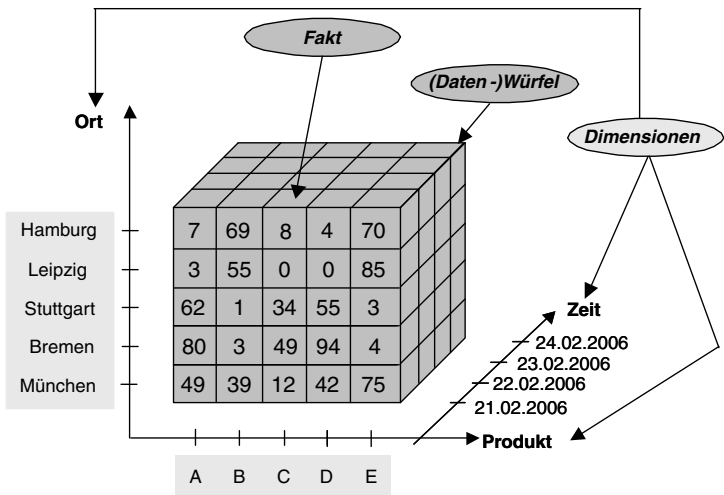 Fakt
(Daten -)Würfel
Ort
Dimensionen
Hamburg 7 69 8 4 70
Leipzig 3 55 0 0 85
Stuttgart 62 1 34 55 3
Zeit
Bremen 80 3 49 94 4
24.02.2006
23.02.2006
München 49 39 12 42 75
22.02.2006
21.02.2006
Produkt
A B C D E